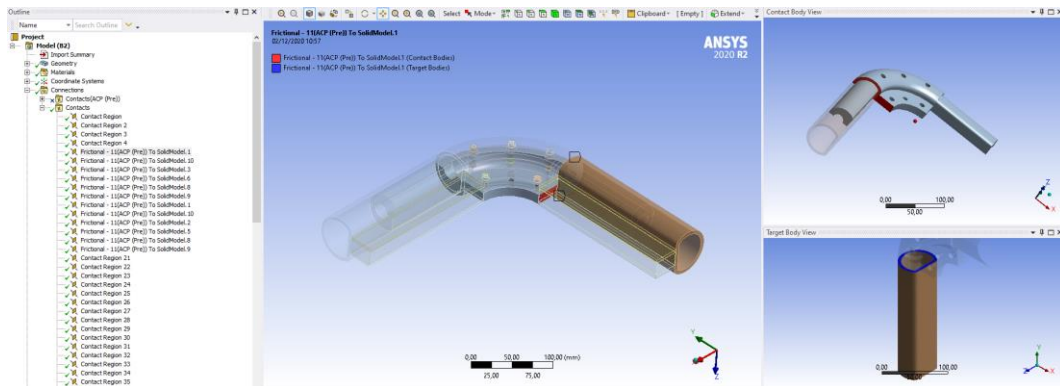 Outline
Name
Search Outline
Project
Model (B2)
Import Summary
Geometry
Materials
Coordinate Systems
Connections
Contacts(ACP (Pre))
Contacts
Contact Region
Contact Region 2
Contact Region 3
Contact Region 4
Frictional - 11(ACP (Pre)) To SolidModel.1
Frictional - 11(ACP (Pre)) To SolidModel.10
Frictional - 11(ACP (Pre)) To SolidModel.3
Frictional - 11(ACP (Pre)) To SolidModel.6
Frictional - 11(ACP (Pre)) To SolidModel.8
Frictional - 11(ACP (Pre)) To SolidModel.9
Frictional - 11(ACP (Pre)) To SolidModel.1
Frictional - 11(ACP (Pre)) To SolidModel.10
Frictional - 11(ACP (Pre)) To SolidModel.2
Frictional - 11(ACP (Pre)) To SolidModel.5
Frictional - 11(ACP (Pre)) To SolidModel.8
Frictional - 11(ACP (Pre)) To SolidModel.9
Contact Region 21
Contact Region 22
Contact Region 23
Contact Region 24
Contact Region 25
Contact Region 26
Contact Region 27
Contact Region 28
Contact Region 29
Contact Region 30
Contact Region 31
Contact Region 32
Contact Region 33
Contact Region 34
Contact Region 35
Select Mode Clipboard [ Empty ] Extend
Frictional - 11(ACP (Pre)) To SolidModel.1
02/12/2020 10:57
Frictional - 11(ACP (Pre)) To SolidModel.1 (Contact Bodies)
Frictional - 11(ACP (Pre)) To SolidModel.1 (Target Bodies)
ANSYS
2020 R2
0,00 50,00 100,00 (mm)
25,00 75,00
Y
Z
Contact Body View
0,00 100,00
50,00
Z
X
Target Body View
0,00 100,00
Y
Z X